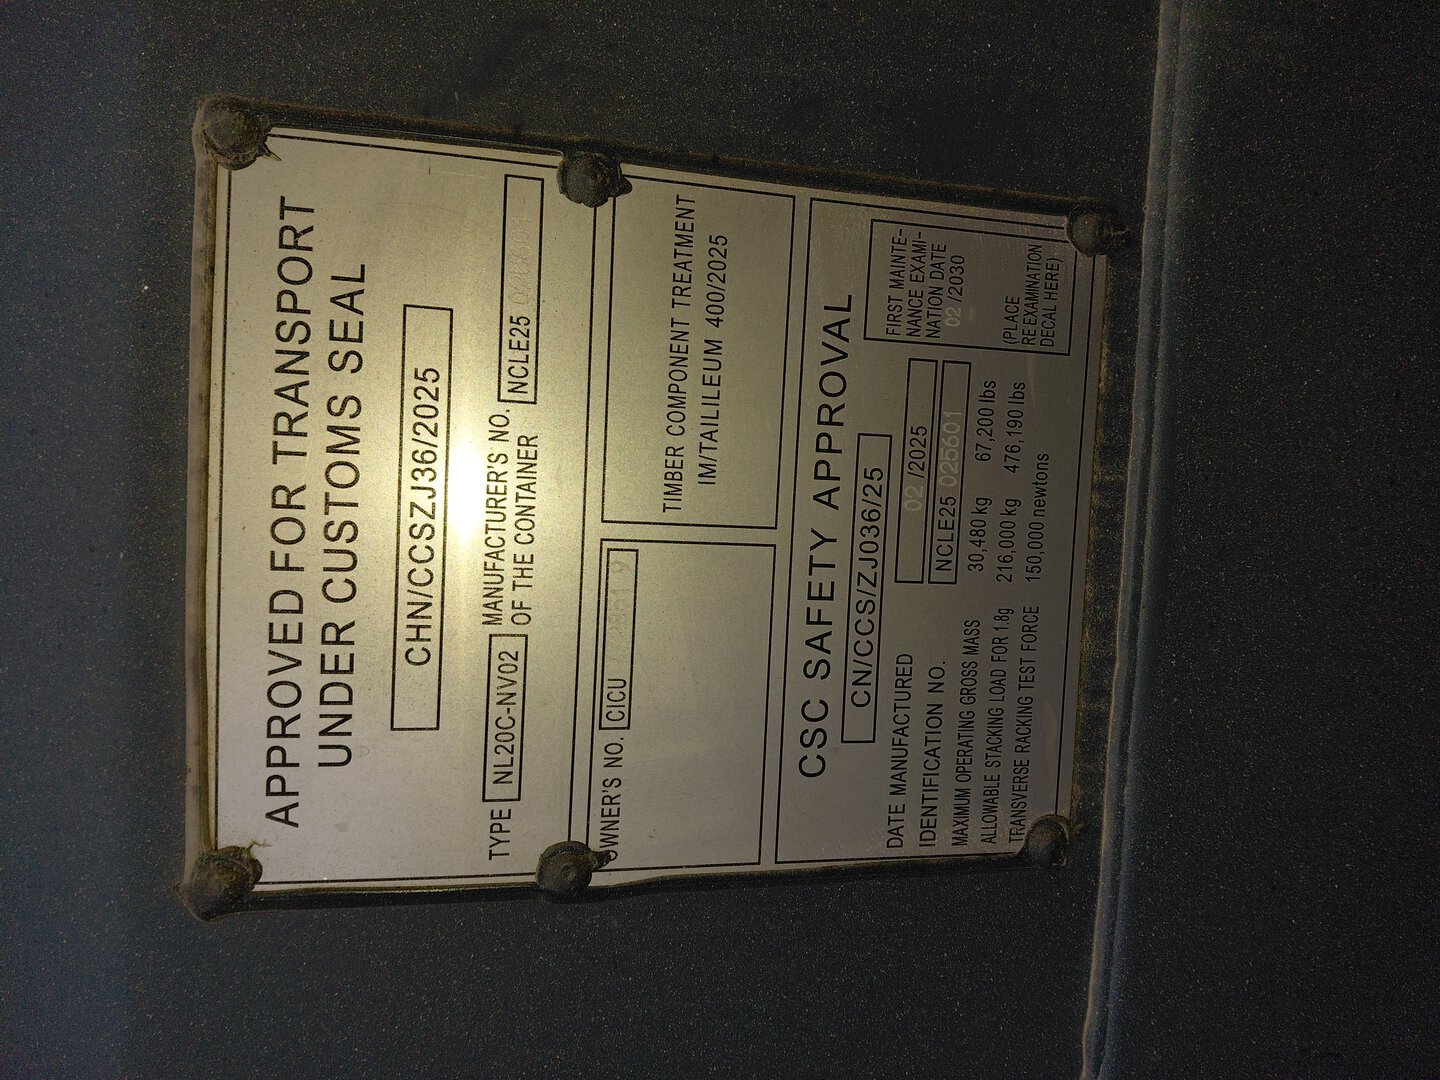 APPROVED FOR TRANSPORT
UNDER CUSTOMS SEAL
CHN/CCSZJ36/2025
TYPE NL20C-NV02 MANUFACTURER'S NO.
OF THE CONTAINER NCLE25
OWNER'S NO. CICU
TIMBER COMPONENT TREATMENT
IM/TAILILEUM 400/2025
CSC SAFETY APPROVAL
CN/CCS/ZJ036/25
DATE MANUFACTURED 02 /2025
IDENTIFICATION NO. NCLE25 025601
MAXIMUM OPERATING GROSS MASS 30,480 kg 67,200 lbs
ALLOWABLE STACKING LOAD FOR 1.8g 216,000 kg 476,190 lbs
TRANSVERSE RACKING TEST FORCE 150,000 newtons
FIRST MAINTE-
NANCE EXAMI-
NATION DATE
02 /2030
(PLACE
RE EXAMINATION
DECAL HERE)